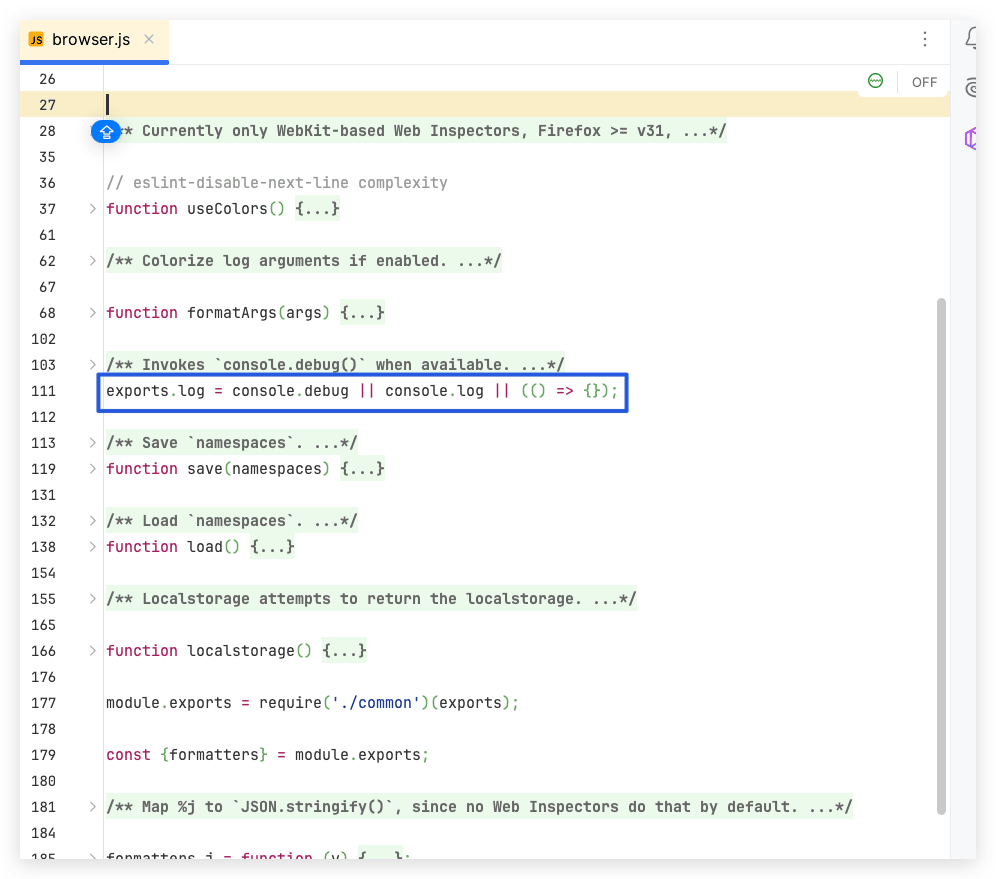 JS browser.js ×
OFF
26
27
28 /** Currently only WebKit-based Web Inspectors, Firefox >= v31, ...*/
35
36 // eslint-disable-next-line complexity
37 function useColors() {...}
61
62 /** Colorize log arguments if enabled. ...*/
67
68 function formatArgs(args) {...}
102
103 /** Invokes `console.debug()` when available. ...*/
111 exports.log = console.debug || console.log || (() => {});
112
113 /** Save `namespaces`. ...*/
119 function save(namespaces) {...}
131
132 /** Load `namespaces`. ...*/
138 function load() {...}
154
155 /** Localstorage attempts to return the localstorage. ...*/
165
166 function localstorage() {...}
176
177 module.exports = require('./common')(exports);
178
179 const {formatters} = module.exports;
180
181 /** Map %j to `JSON.stringify()`, since no Web Inspectors do that by default. ...*/
184
185 formatters.j = function (v) {...};